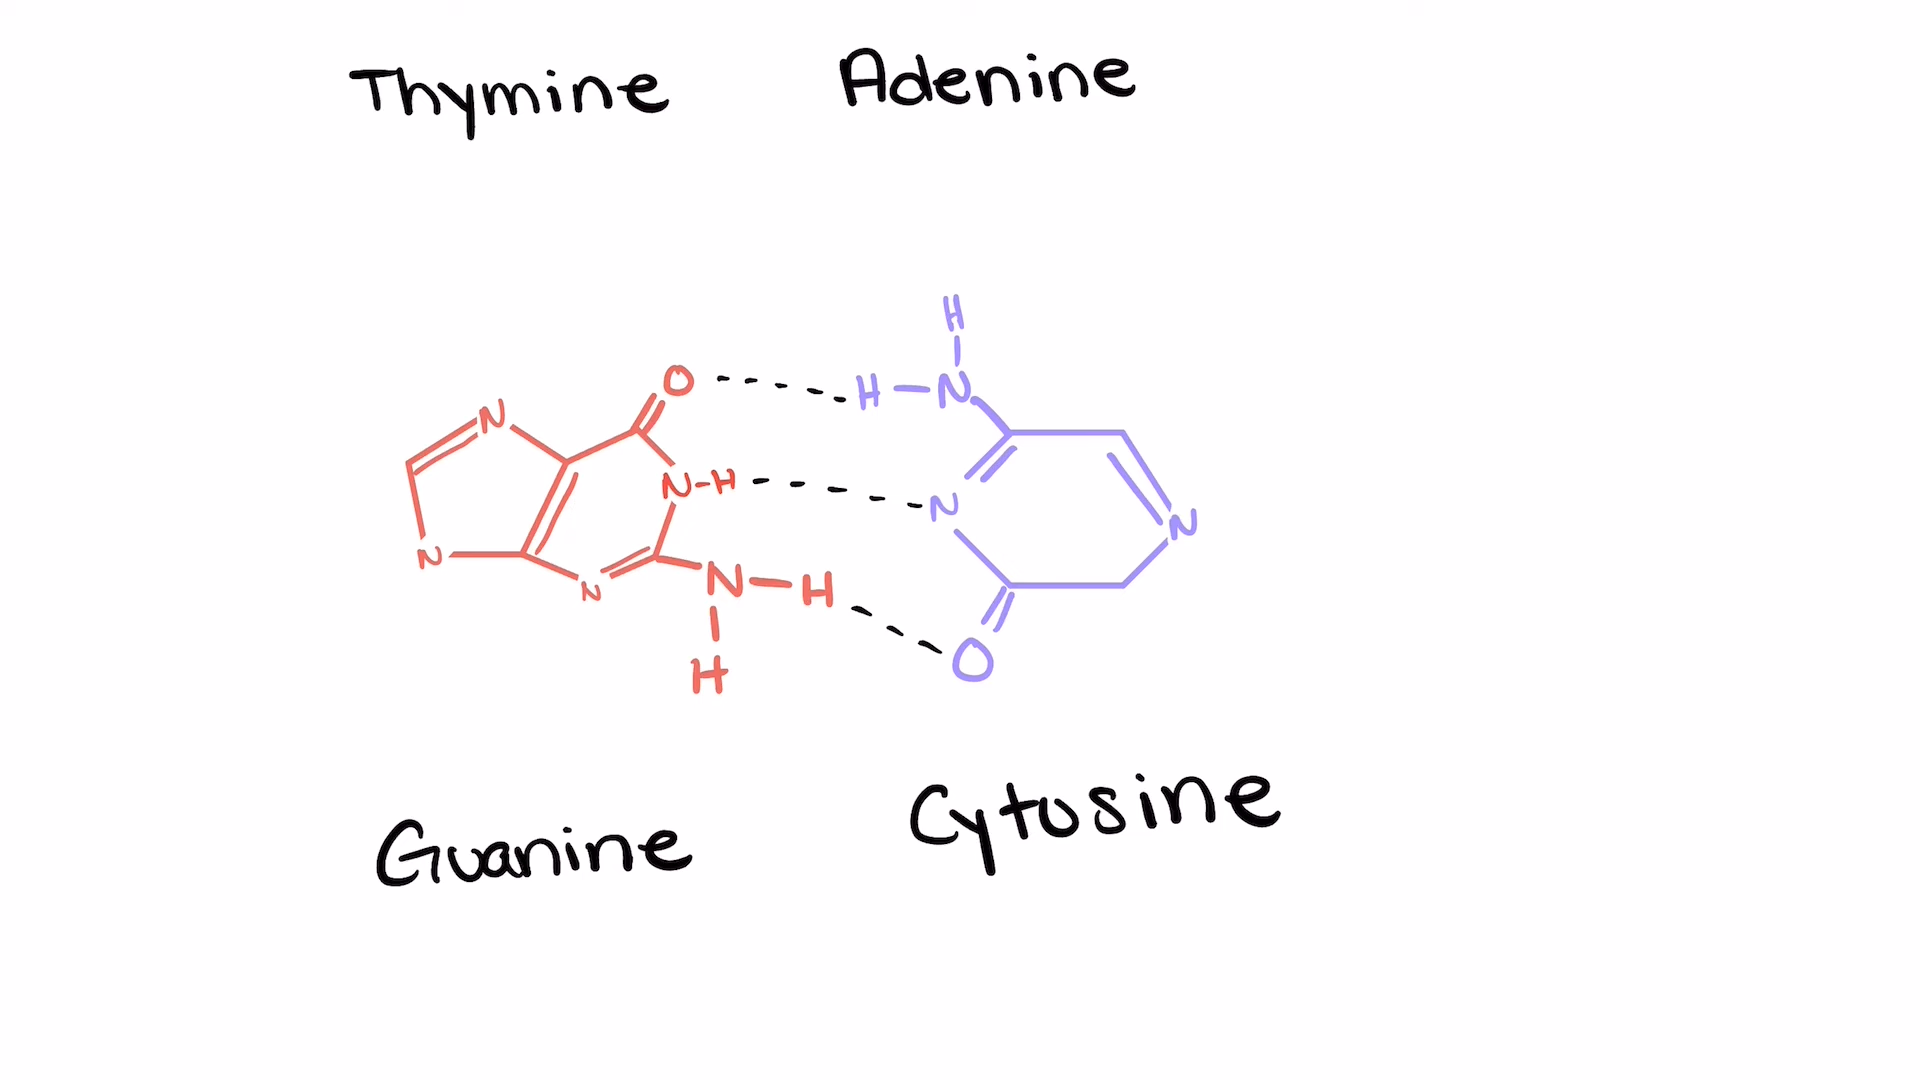 Thymine Adenine
H
O H N
N
N H N
N
N N H
N
H O
Guanine Cytosine